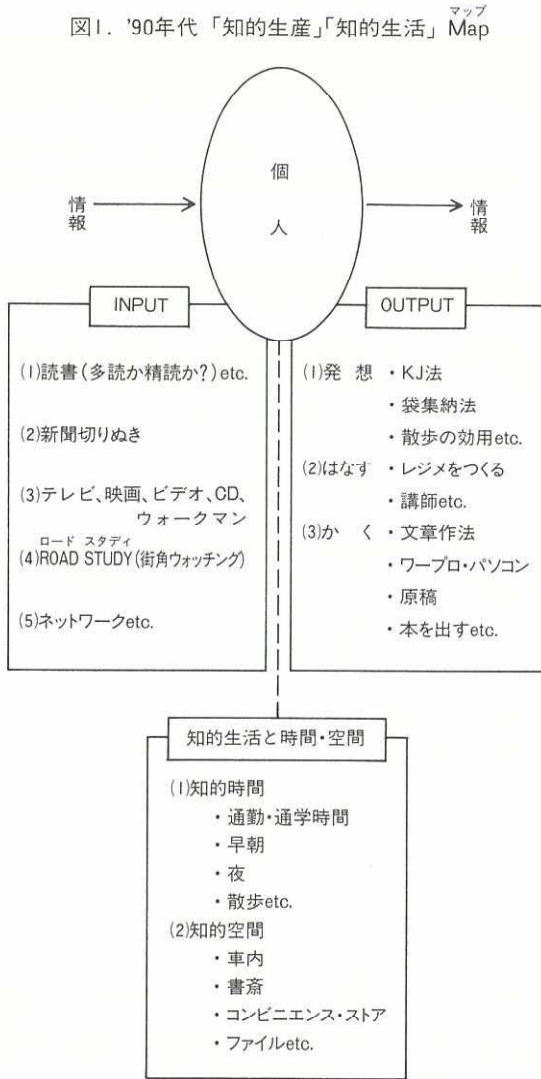 マップ
図1. '90年代「知的生産」「知的生活」Map
個人
情報
情報
INPUT
(1)読書(多読か精読か?)etc.
(2)新聞切りぬき
(3)テレビ、映画、ビデオ、CD、
ウォークマン
ロード スタディ
(4)ROAD STUDY(街角ウォッチング)
(5)ネットワークetc.
OUTPUT
(1)発想 ・KJ法
・袋集納法
・散歩の効用etc.
(2)はなす ・レジメをつくる
・講師etc.
(3)かく ・文章作法
・ワープロ・パソコン
・原稿
・本を出すetc.
知的生活と時間・空間
(1)知的時間
・通勤・通学時間
・早朝
・夜
・散歩etc.
(2)知的空間
・車内
・書斎
・コンビニエンス・ストア
・ファイルetc.